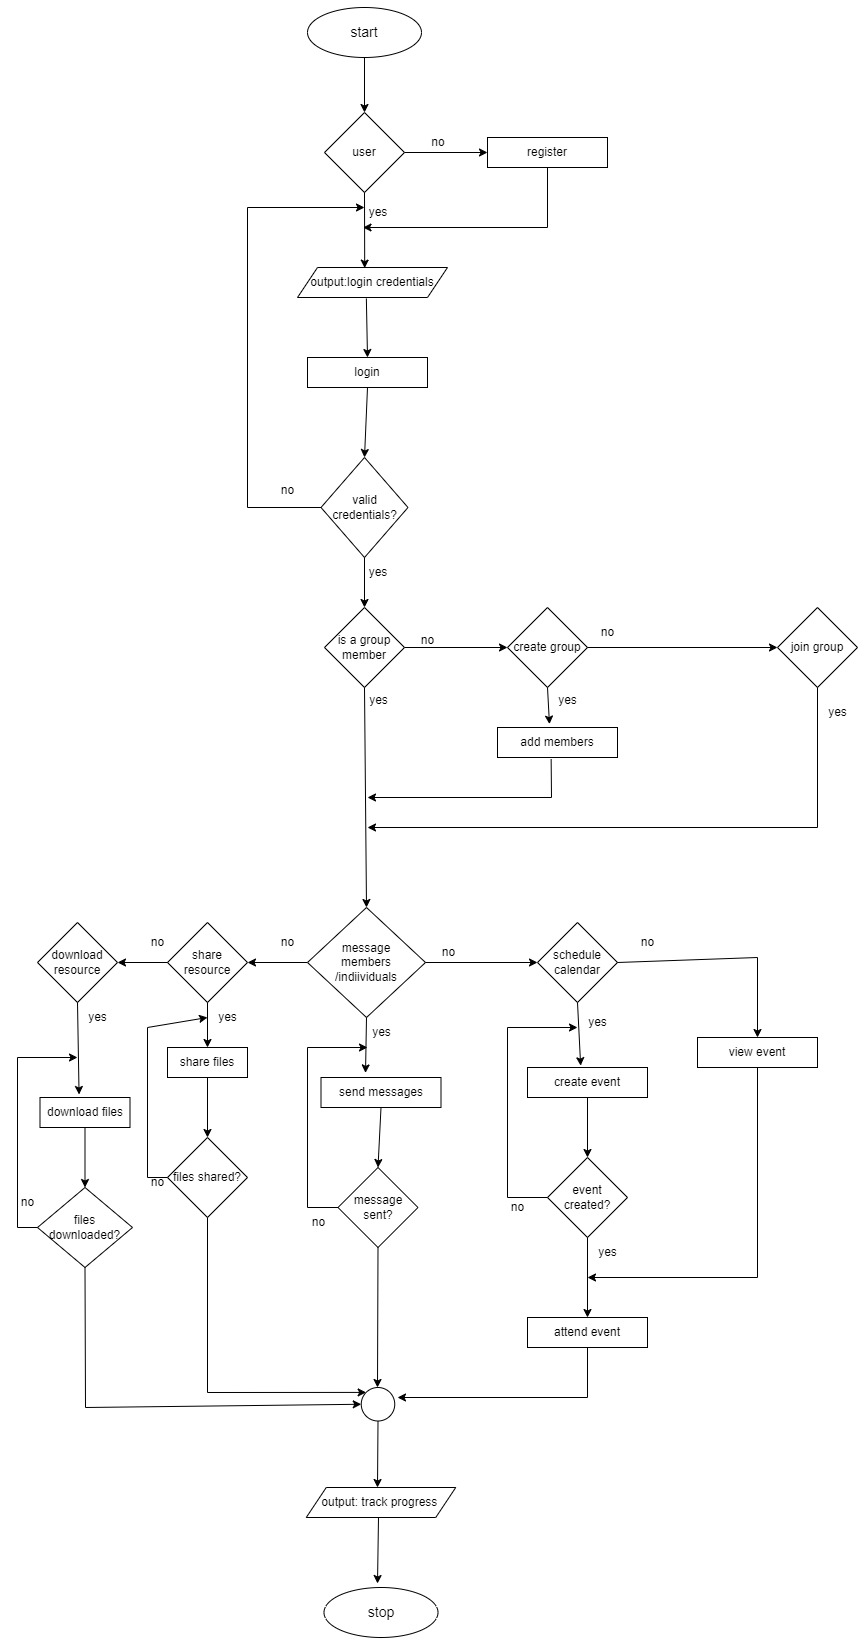 start
user
no
register
yes
output:login credentials
login
no
valid
credentials?
yes
is a group
member
no
create group
no
join group
yes
yes
yes
add members
download
resource
no
share
resource
no
message
members
/indiividuals
no
schedule
calendar
no
yes
yes
yes
yes
share files
view event
download files
send messages
create event
no
files
downloaded?
files shared?
no
message
sent?
no
event
created?
no
yes
attend event
output: track progress
stop